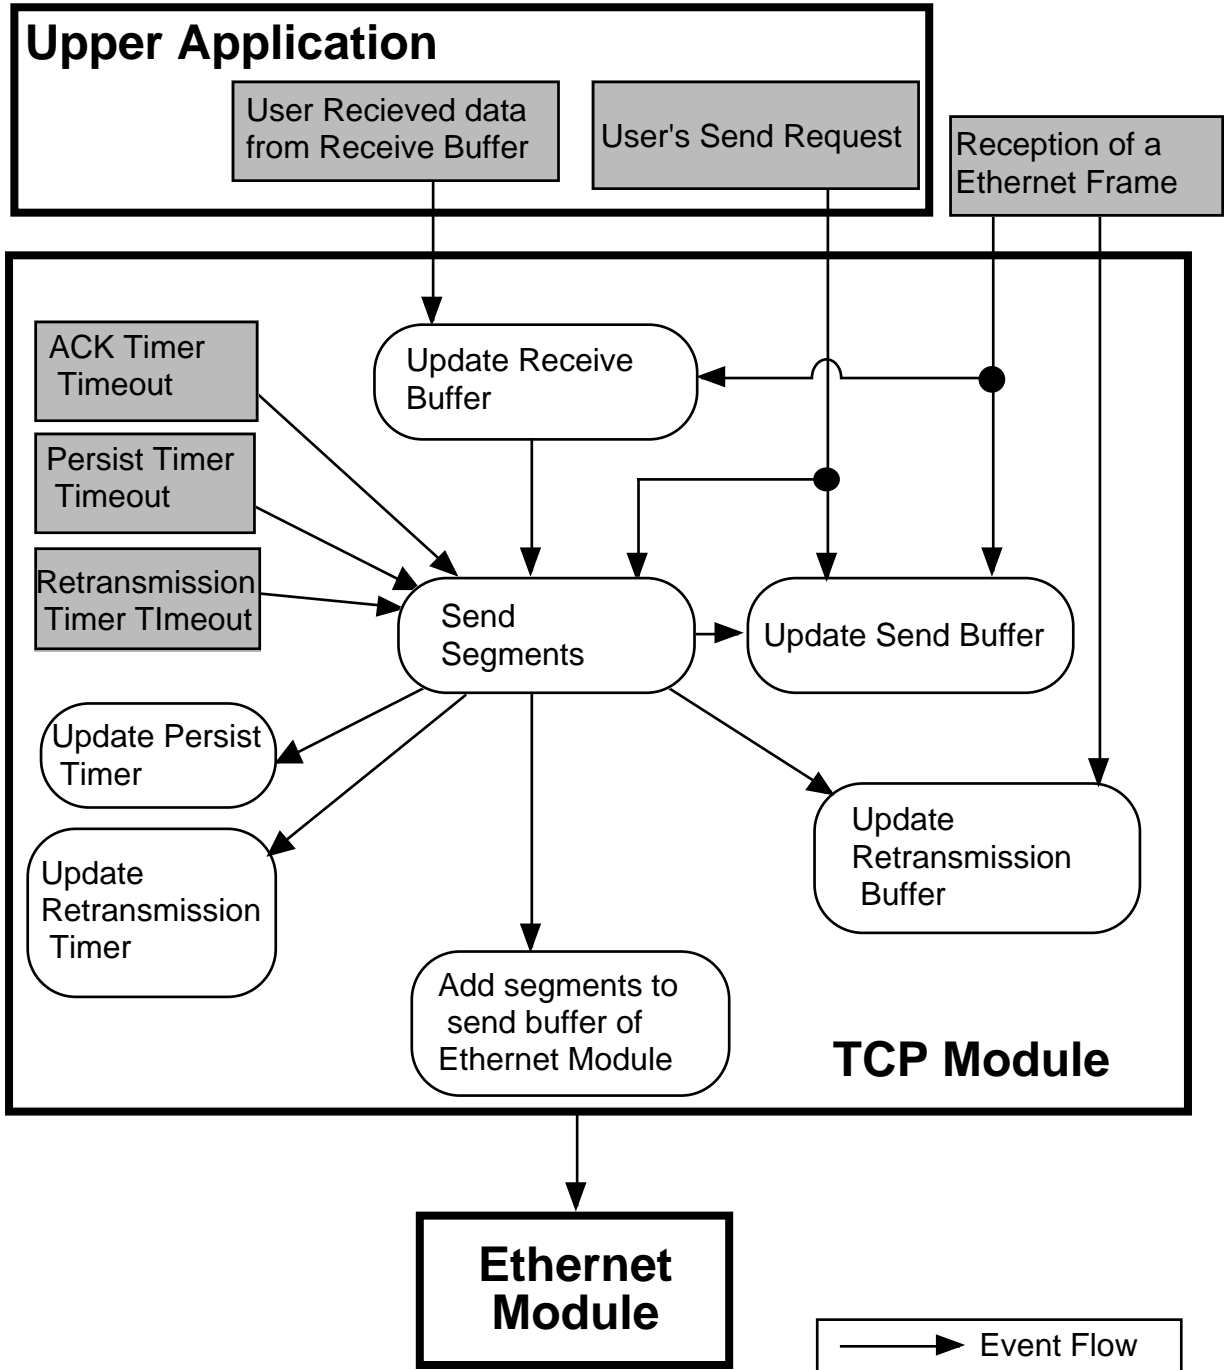 Upper Application
User Recieved data
from Receive Buffer
User's Send Request
Reception of a
Ethernet Frame
ACK Timer
Timeout
Update Receive
Buffer
Persist Timer
Timeout
Retransmission
Timer TImeout
Send
Segments
Update Send Buffer
Update Persist
Timer
Update
Retransmission
Buffer
Update
Retransmission
Timer
Add segments to
send buffer of
Ethernet Module
TCP Module
Ethernet
Module
Event Flow